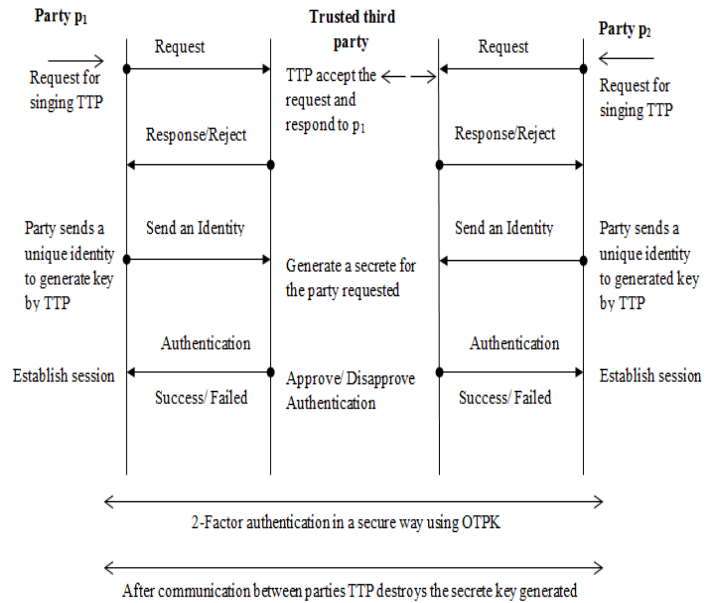 Party p1
Trusted third
party
Party p2
Request
Request
Request for
singing TTP
TTP accept the
request and
respond to p1
Request for
singing TTP
Response/Reject
Response/Reject
Party sends a
unique identity
to generate key
by TTP
Send an Identity
Generate a secrete for
the party requested
Send an Identity
Party sends a
unique identity
to generated key
by TTP
Authentication
Authentication
Establish session
Approve/ Disapprove
Authentication
Establish session
Success/ Failed
Success/ Failed
2-Factor authentication in a secure way using OTPK
After communication between parties TTP destroys the secrete key generated